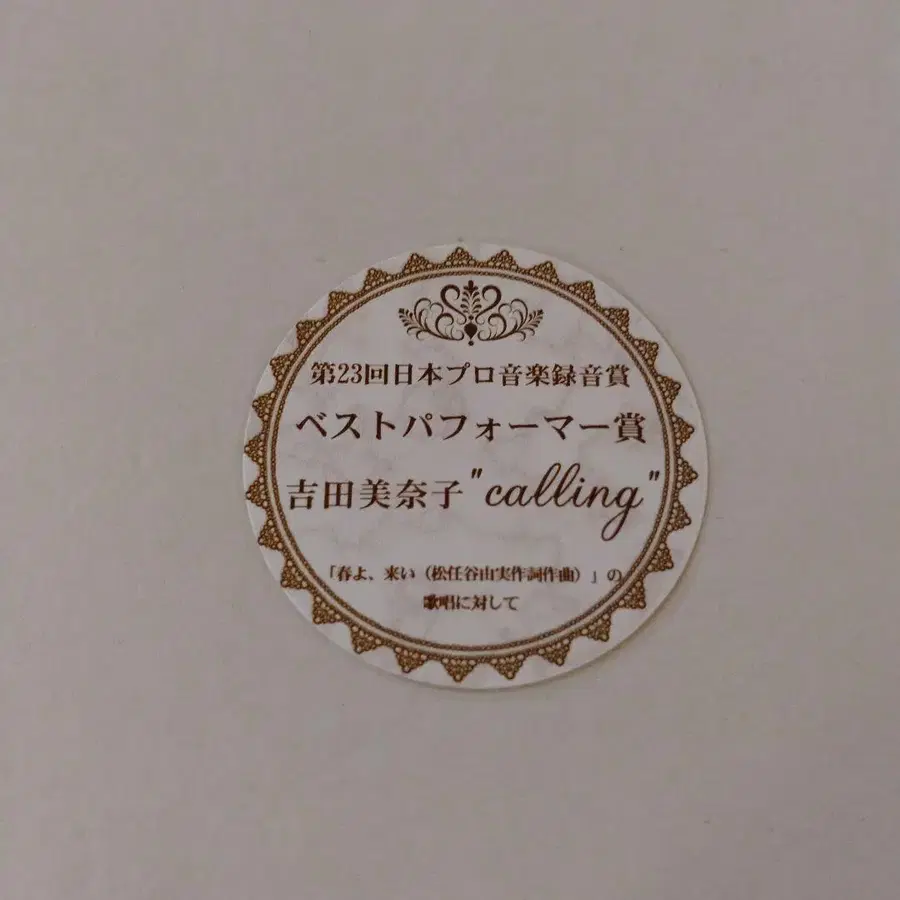 第23回日本プロ音楽録音賞
ベストパフォーマー賞
吉田美奈子"calling"
「春よ、来い（松任谷由実作詞作曲）」の
歌唱に対して